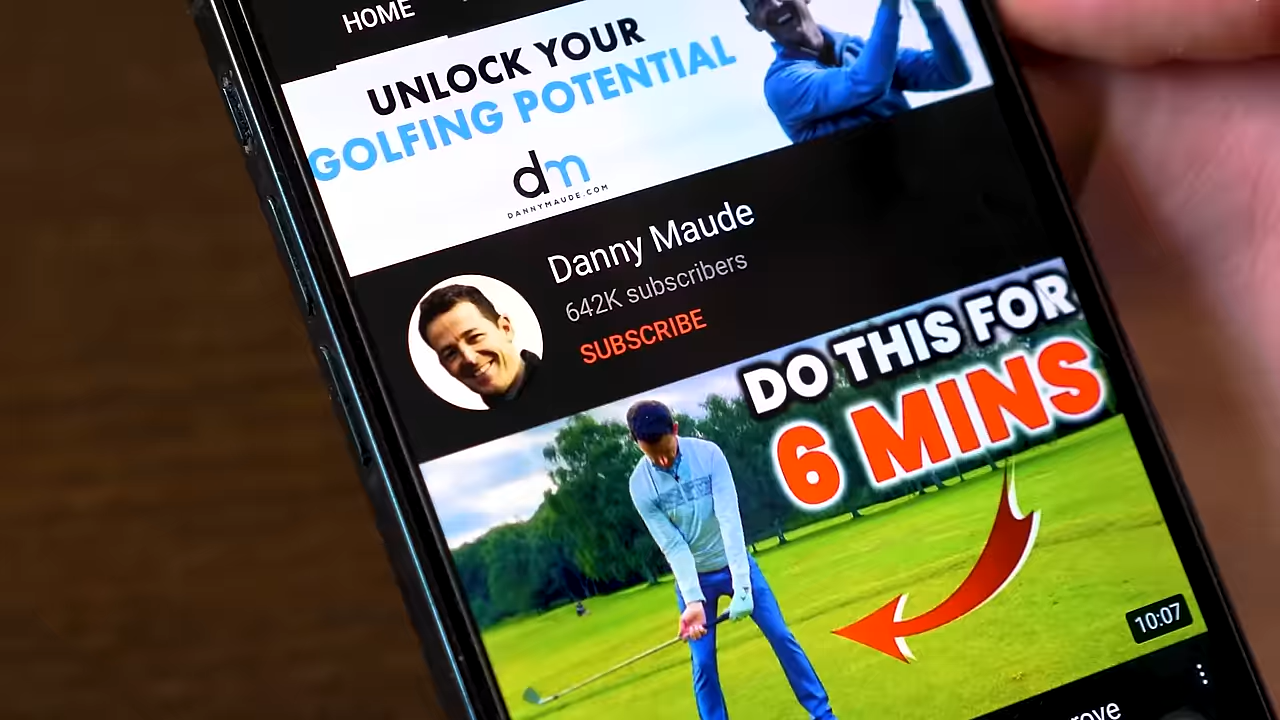 HOME
UNLOCK YOUR
GOLFING POTENTIAL
dm
DANNYMAUDE.COM
Danny Maude
642K subscribers
SUBSCRIBE
DO THIS FOR
6 MINS
10:07